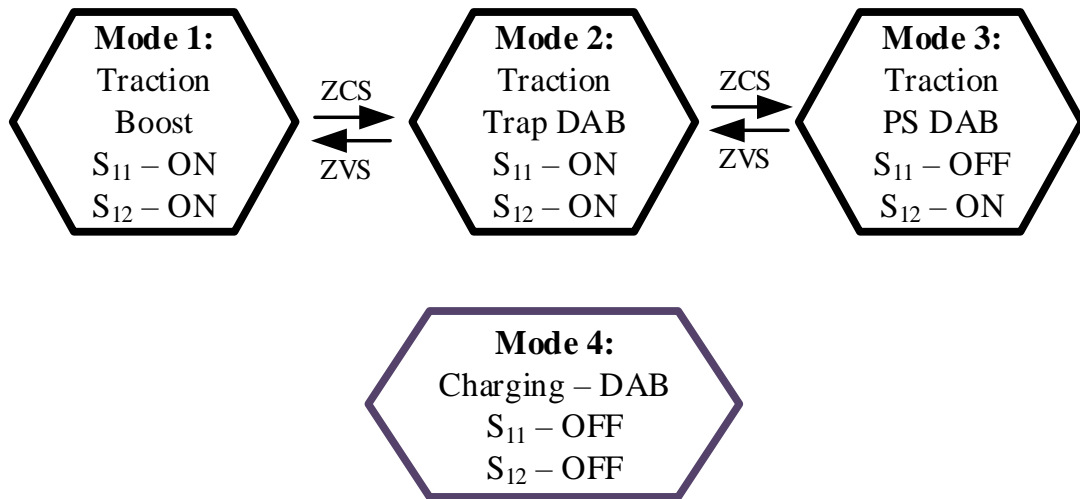 Mode 1:
Traction
Boost
S₁₁ – ON
S₁₂ – ON
ZCS
ZVS
Mode 2:
Traction
Trap DAB
S₁₁ – ON
S₁₂ – ON
ZCS
ZVS
Mode 3:
Traction
PS DAB
S₁₁ – OFF
S₁₂ – ON
Mode 4:
Charging – DAB
S₁₁ – OFF
S₁₂ – OFF